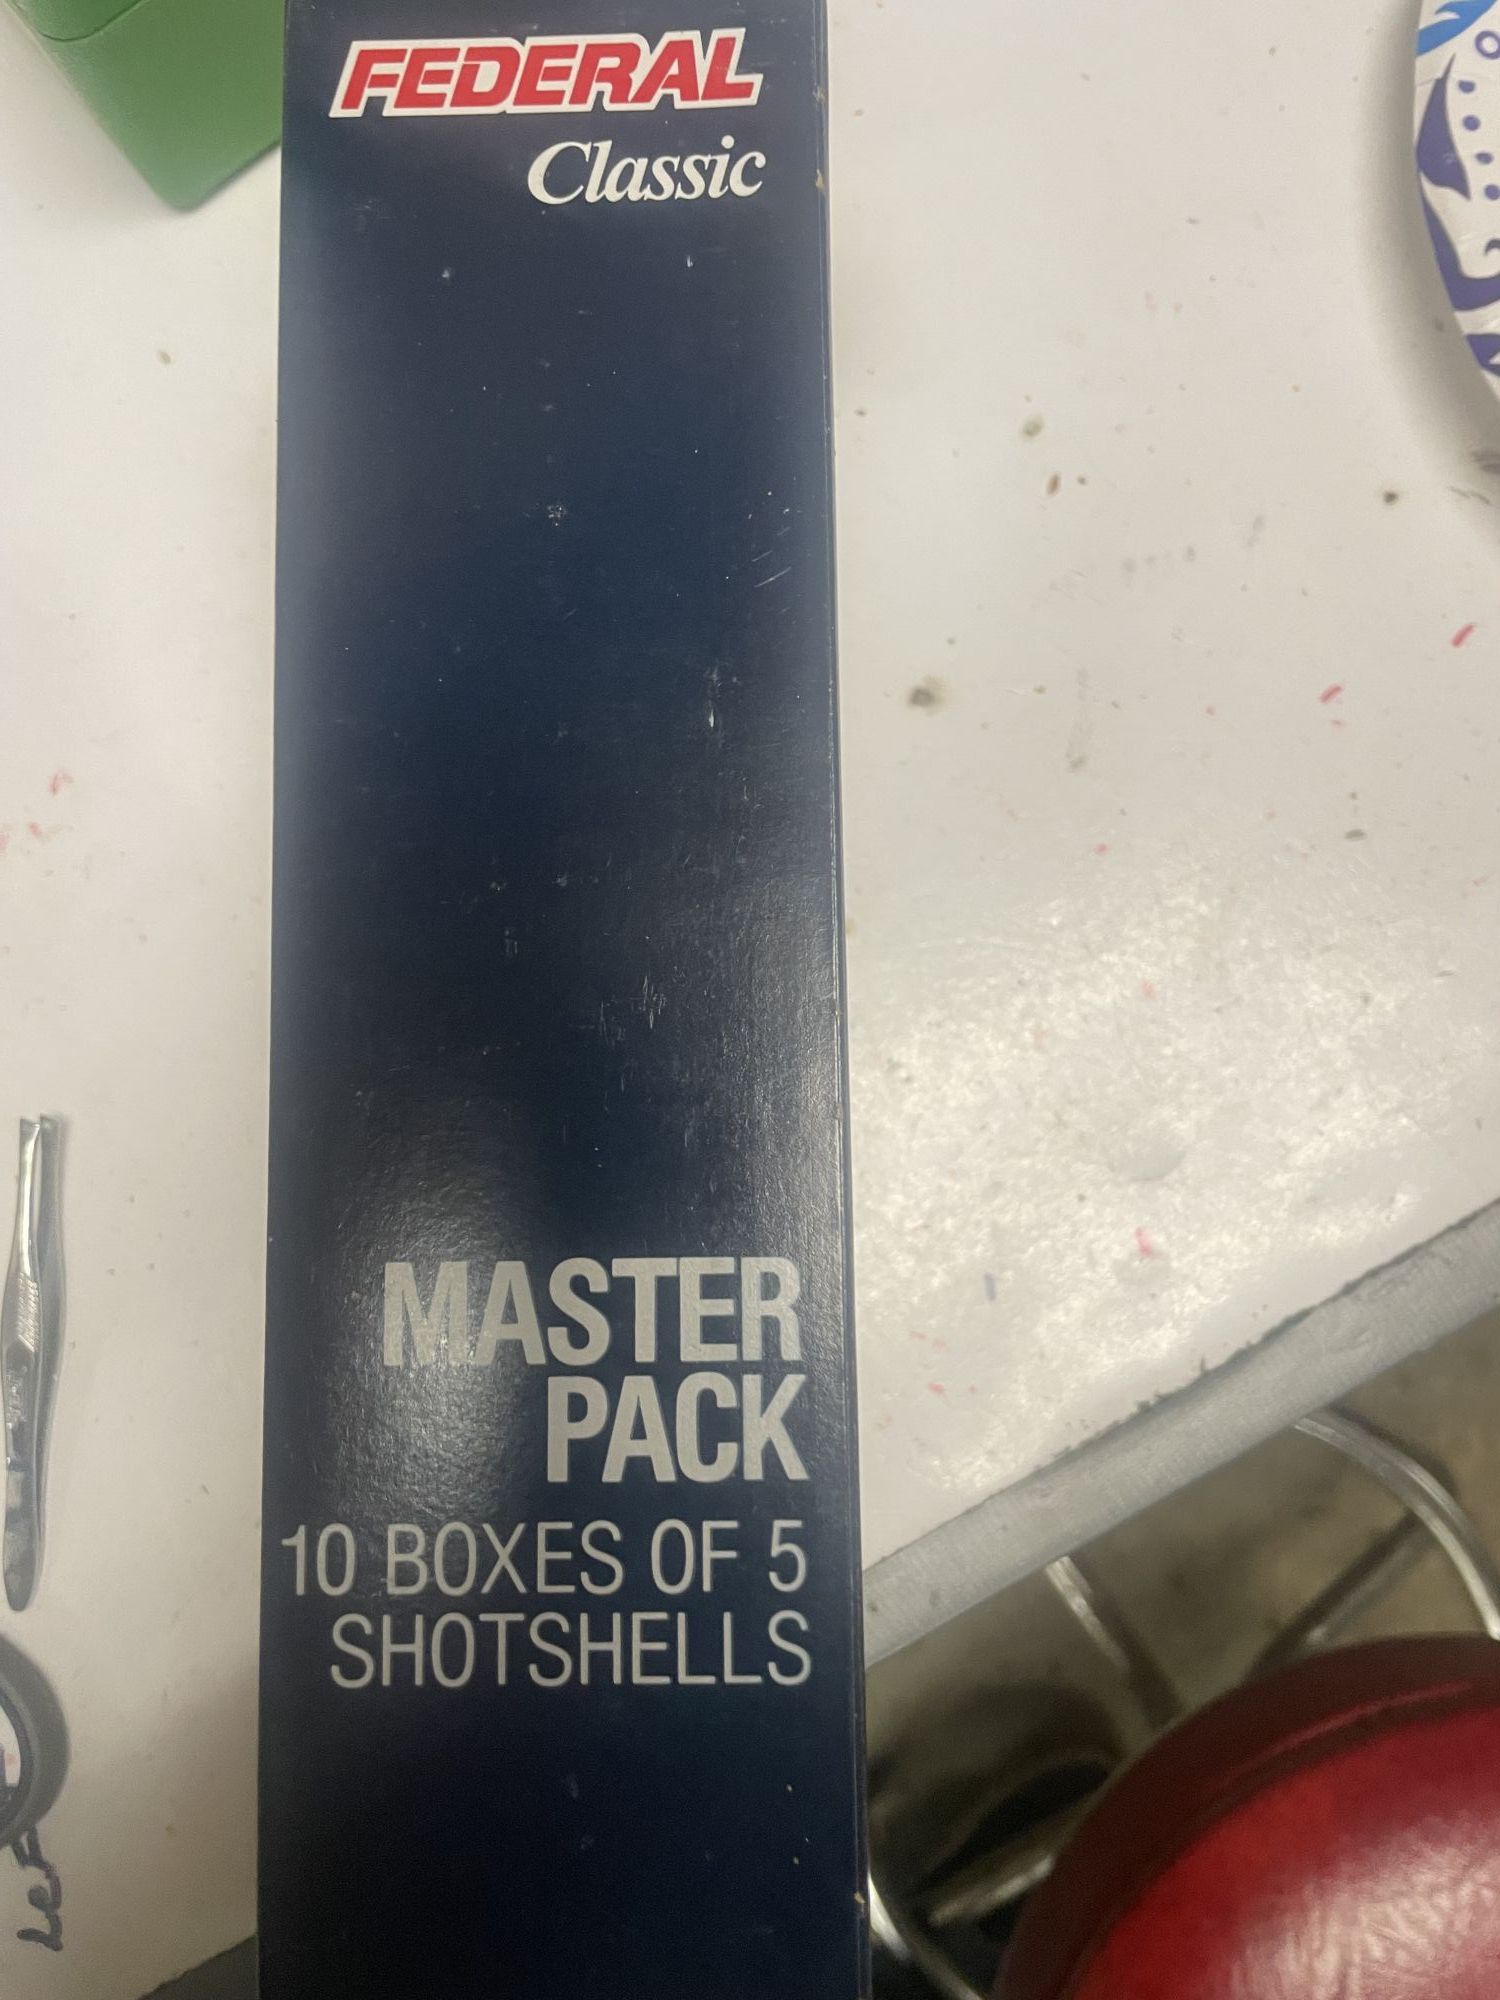 FEDERAL
Classic
MASTER
PACK
10 BOXES OF 5
SHOTSHELLS